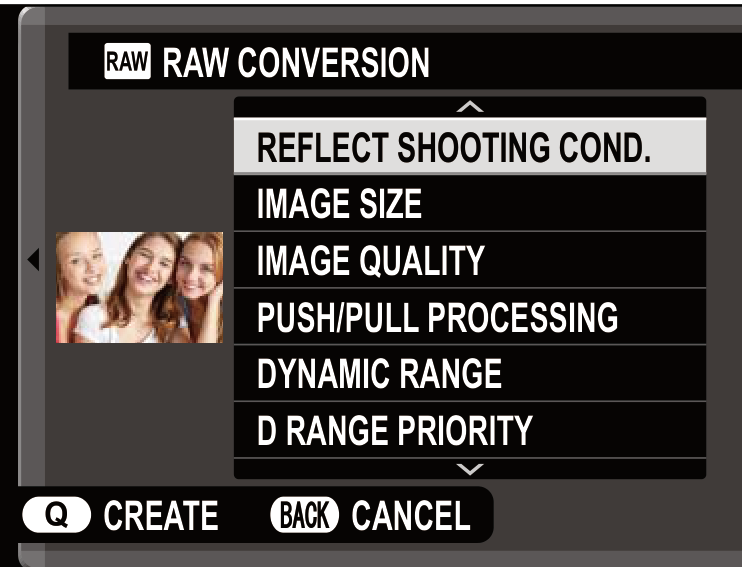 RAW RAW CONVERSION
REFLECT SHOOTING COND.
IMAGE SIZE
IMAGE QUALITY
PUSH/PULL PROCESSING
DYNAMIC RANGE
D RANGE PRIORITY
Q CREATE BACK CANCEL